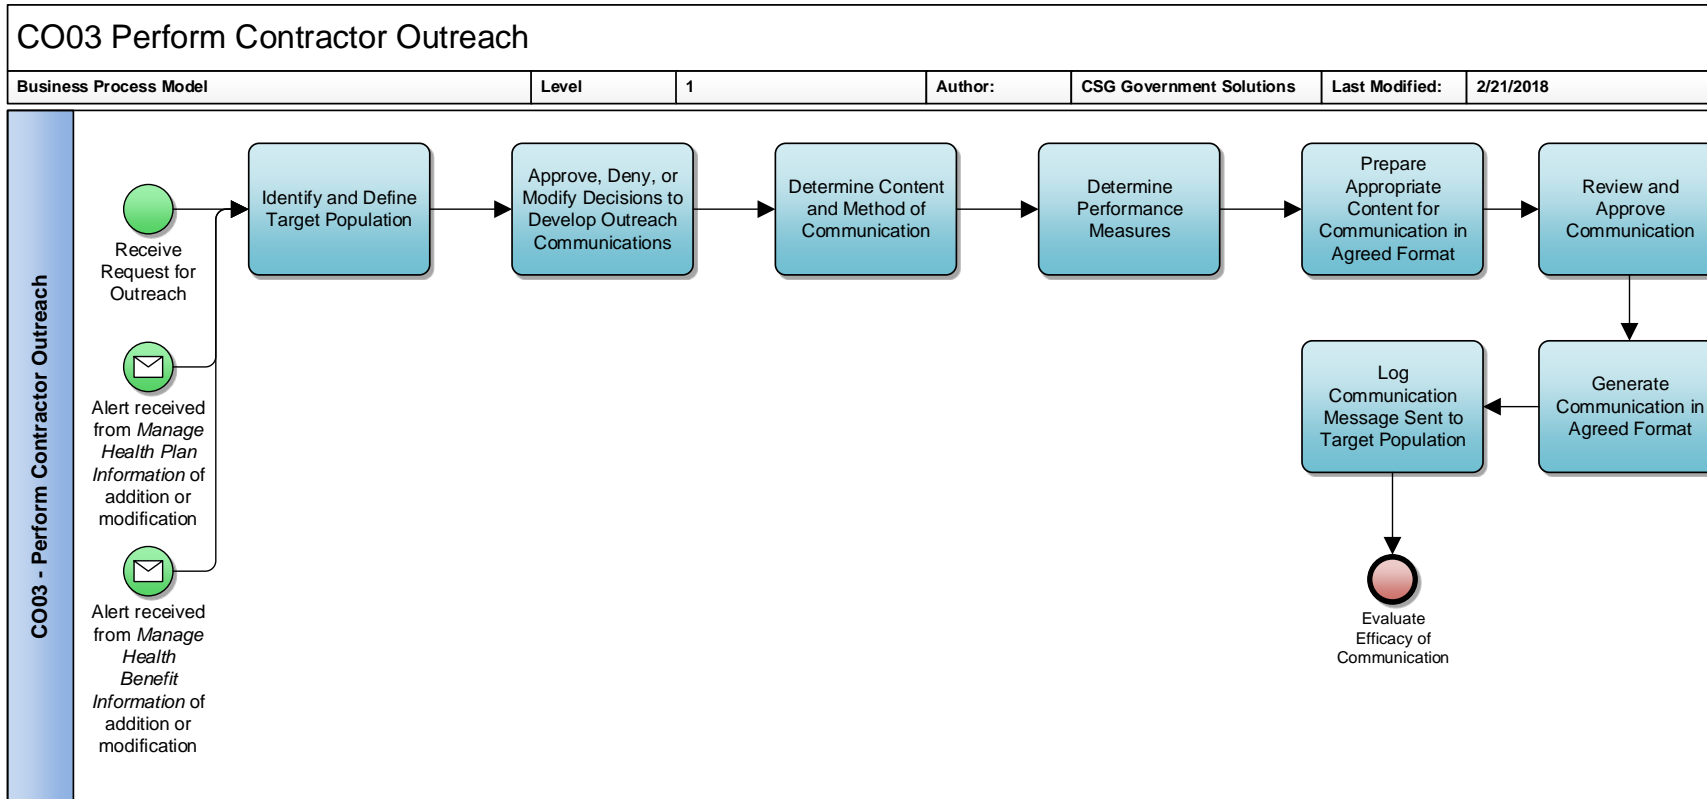 CO03 Perform Contractor Outreach
Business Process Model
Level
1
Author:
CSG Government Solutions
Last Modified:
2/21/2018
CO03 - Perform Contractor Outreach
Receive
Request for
Outreach
Alert received
from Manage
Health Plan
Information of
addition or
modification
Alert received
from Manage
Health
Benefit
Information of
addition or
modification
Identify and Define
Target Population
Approve, Deny, or
Modify Decisions to
Develop Outreach
Communications
Determine Content
and Method of
Communication
Determine
Performance
Measures
Prepare
Appropriate
Content for
Communication in
Agreed Format
Review and
Approve
Communication
Generate
Communication in
Agreed Format
Log
Communication
Message Sent to
Target Population
Evaluate
Efficacy of
Communication